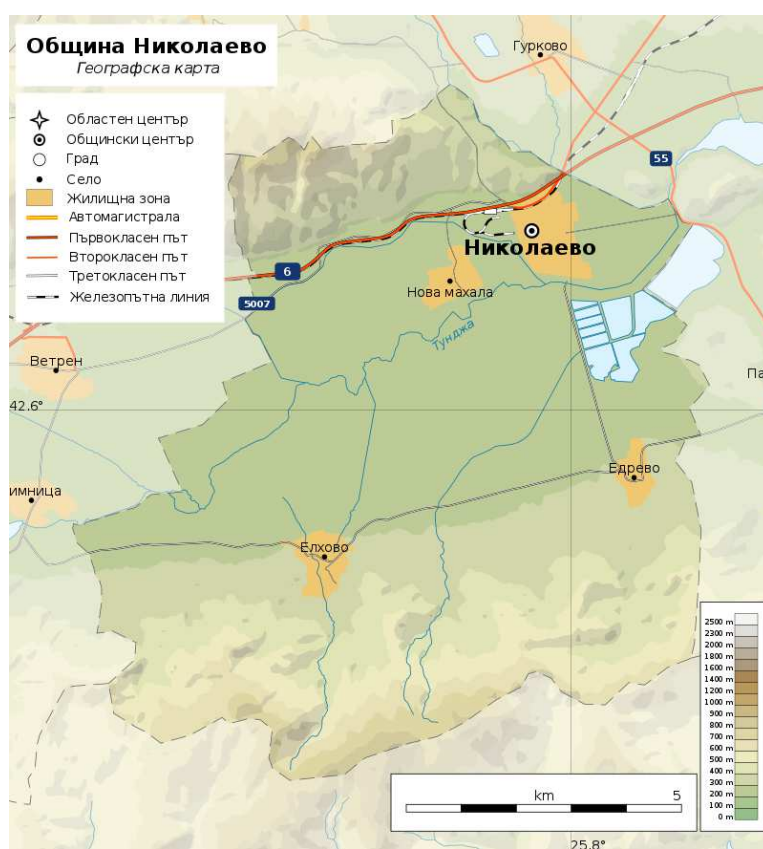 Община Николаево
Географска карта
Областен център
Общински център
Град
Село
Жилищна зона
Автомагистрала
Първокласен път
Второкласен път
Третокласен път
Железопътна линия
Гурково
55
Николаево
6
Нова махала
5007
Тунджа
Ветрен
Па
42.6°
Едрево
имница
Елхово
2500 m
2300 m
2000 m
1800 m
1600 m
1400 m
1200 m
1000 m
900 m
800 m
700 m
600 m
500 m
400 m
300 m
200 m
100 m
0 m
km 5
25.8°